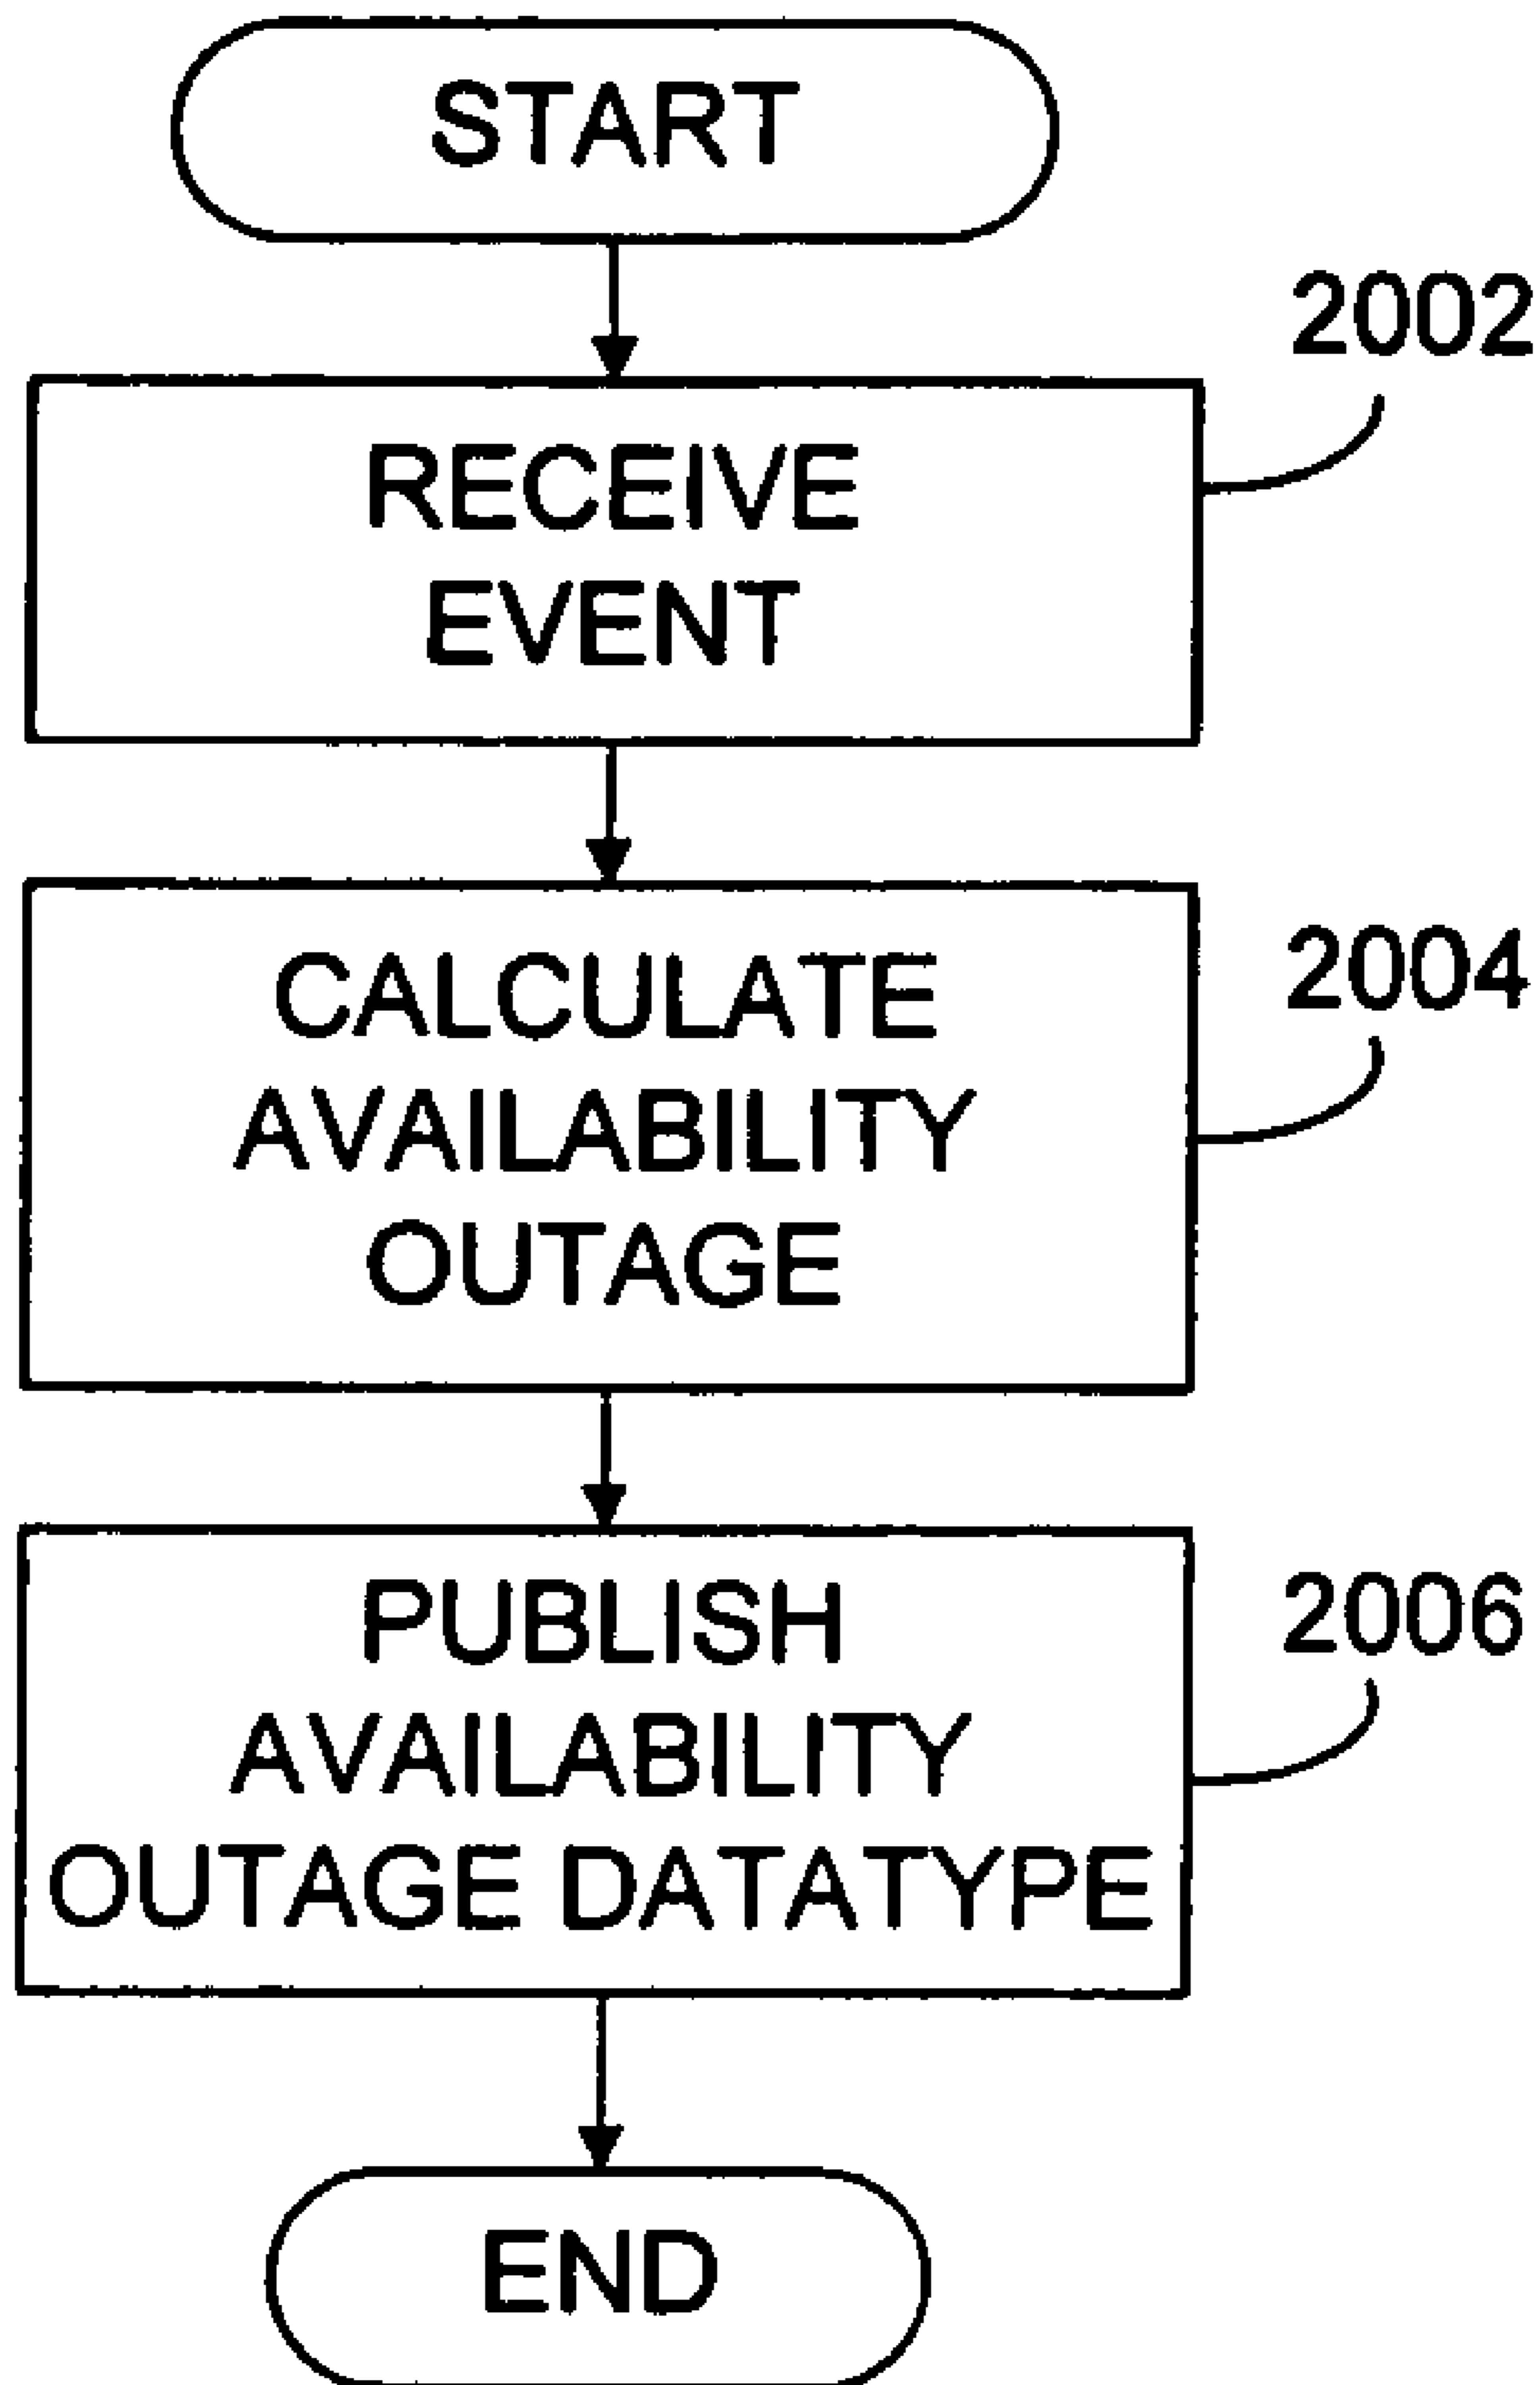 START
2002
RECEIVE
EVENT
2004
CALCULATE
AVAILABILITY
OUTAGE
2006
PUBLISH
AVAILABILITY
OUTAGE DATATYPE
END